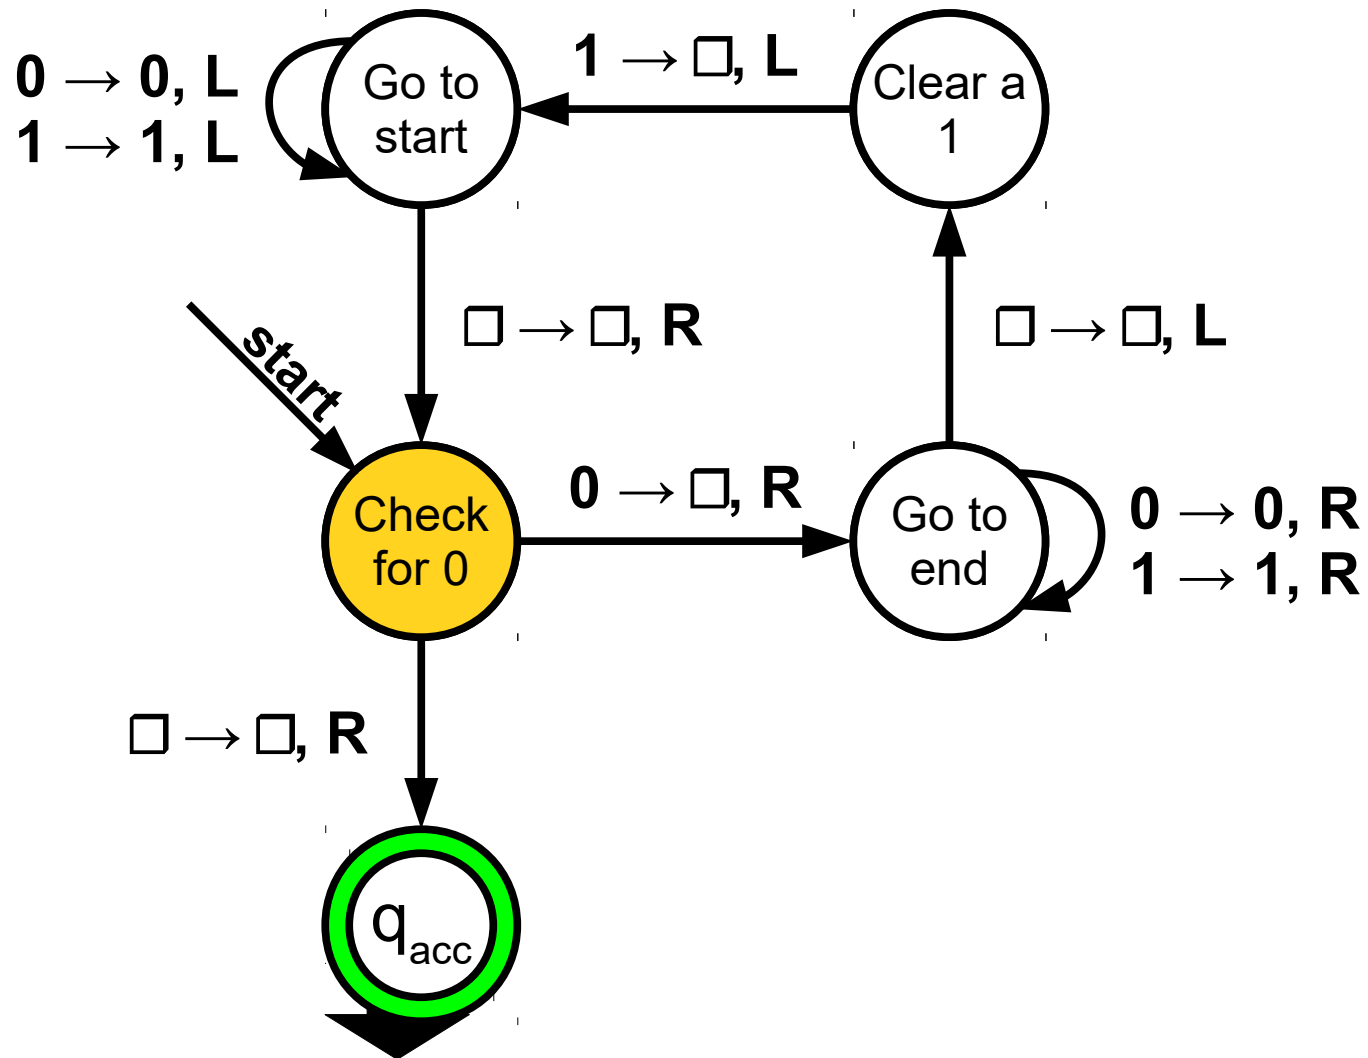 1 → ☐, L
0 → 0, L
1 → 1, L
Go to
start
Clear a
1
☐ → ☐, R
☐ → ☐, L
start
Check
for 0
0 → ☐, R
Go to
end
0 → 0, R
1 → 1, R
☐ → ☐, R
qacc